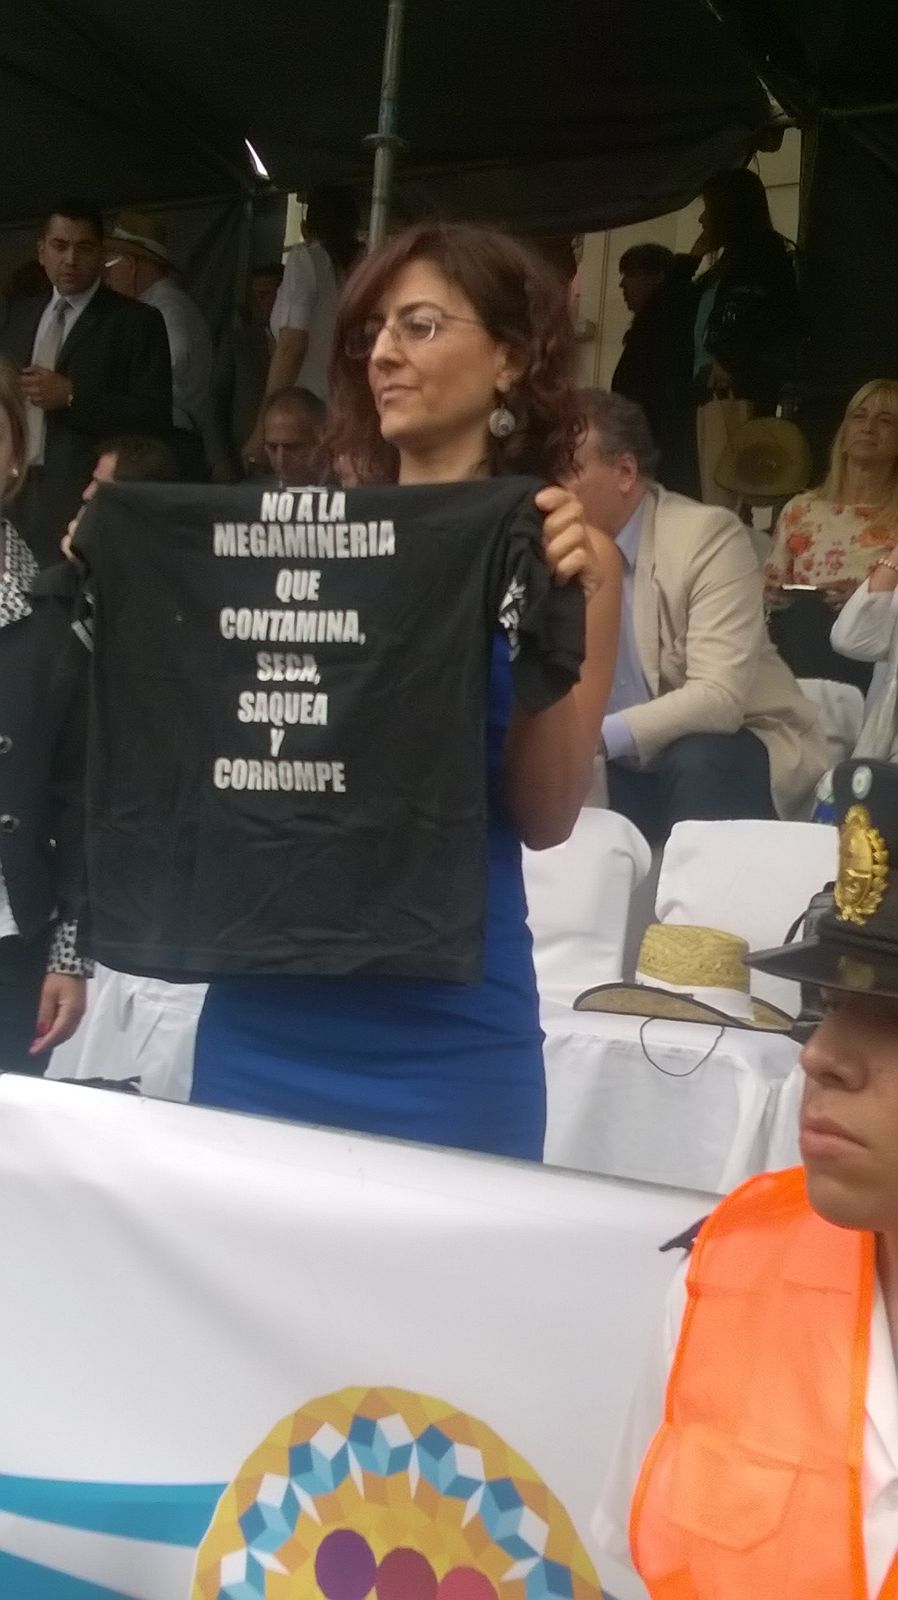 NO A LA
MEGAMINERIA
QUE
CONTAMINA,
SECA,
SAQUEA
Y
CORROMPE